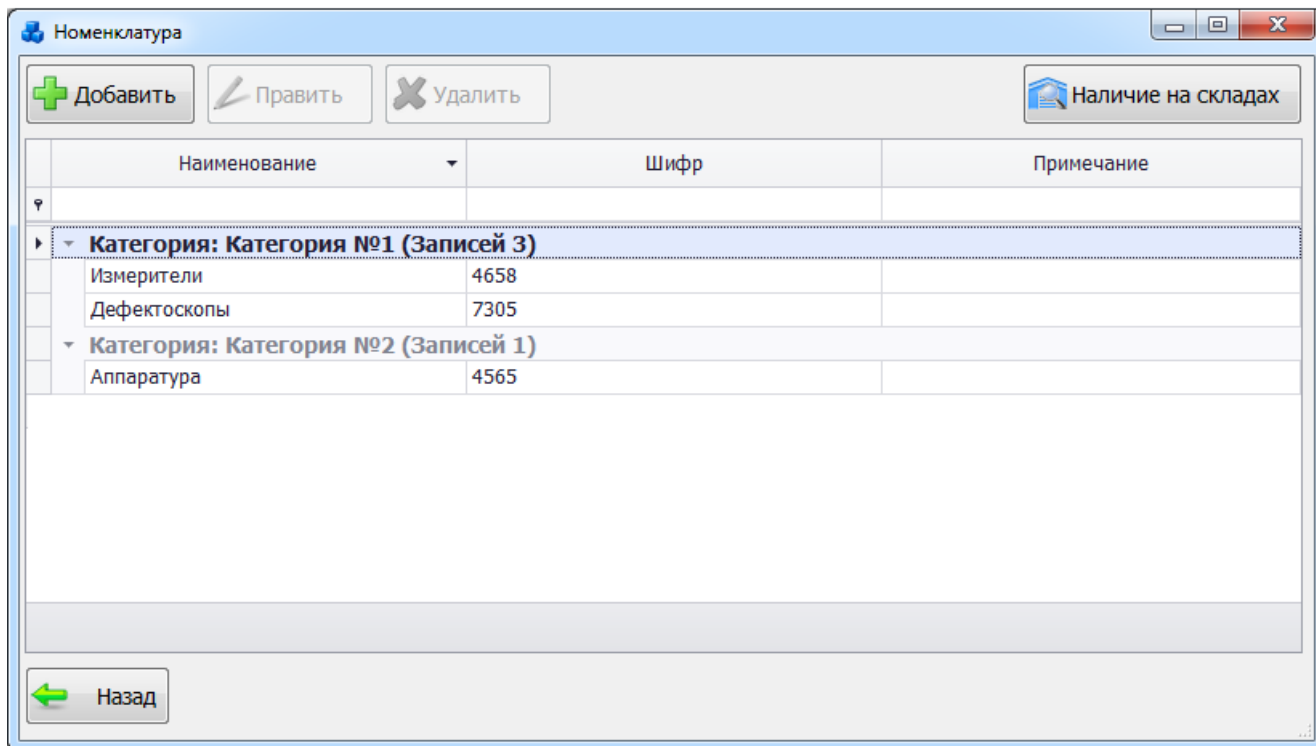 Номенклатура
Добавить Править Удалить Наличие на складах
Наименование Шифр Примечание
Категория: Категория №1 (Записей 3)
Измерители 4658
Дефектоскопы 7305
Категория: Категория №2 (Записей 1)
Аппаратура 4565
Назад